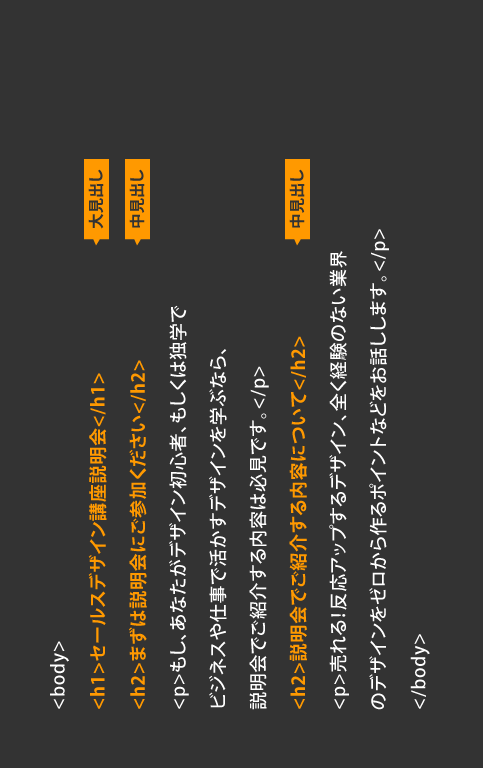 <body>
<h1>セールスデザイン講座説明会</h1> 大見出し
<h2>まずは説明会にご参加ください</h2> 中見出し
<p>もし、あなたがデザイン初心者、もしくは独学で
ビジネスや仕事で活かすデザインを学ぶなら、
説明会でご紹介する内容は必見です。</p>
<h2>説明会でご紹介する内容について</h2> 中見出し
<p>売れる!反応アップするデザイン、全く経験のない業界
のデザインをゼロから作るポイントなどをお話しします。</p>
</body>